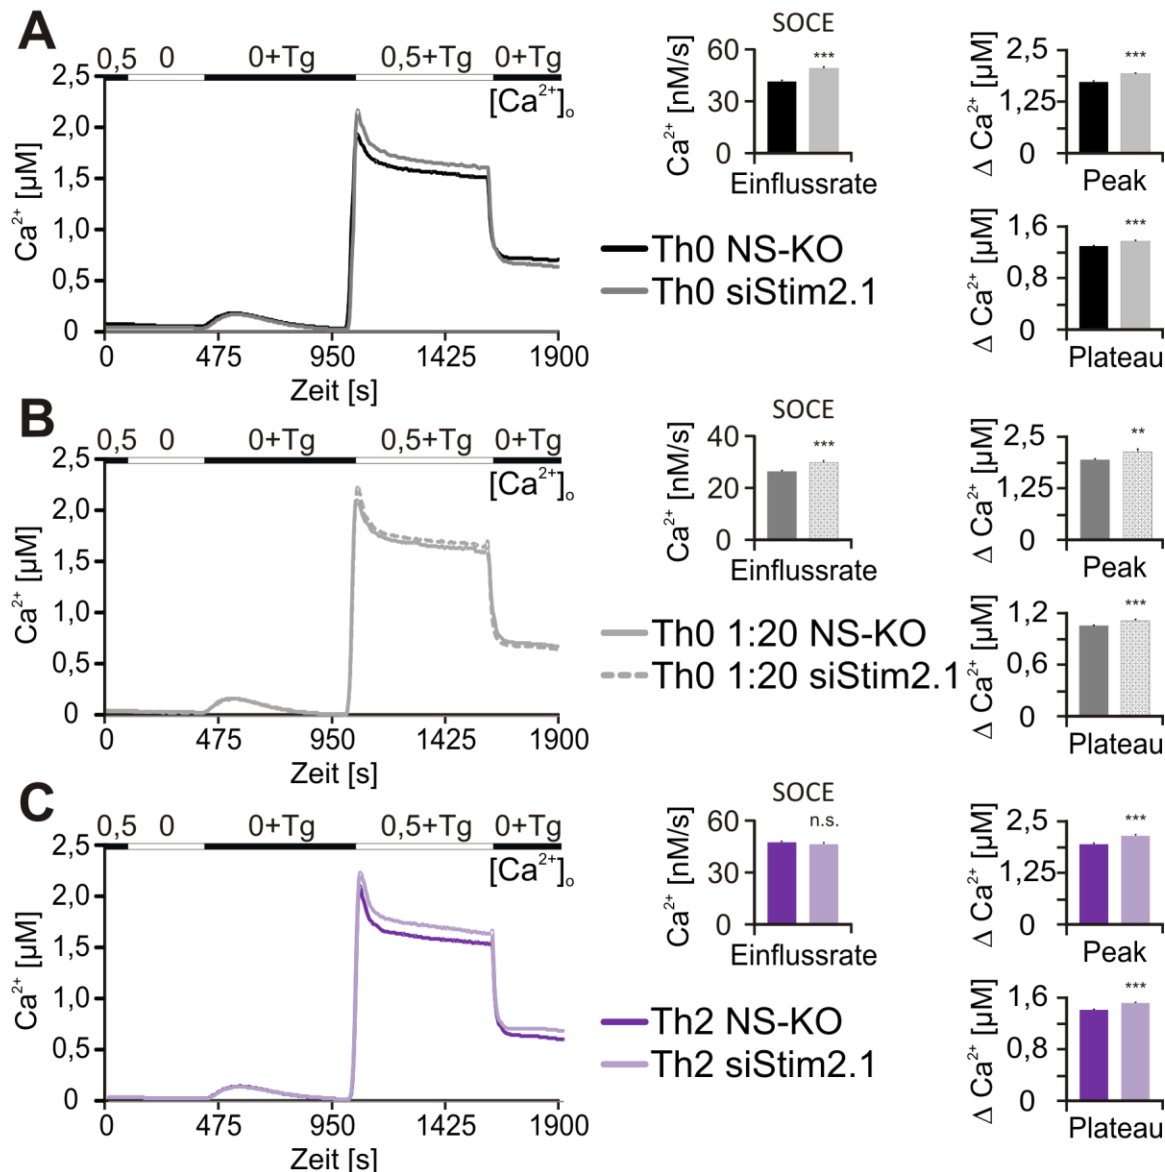 A
0,5 0 0+Tg 0,5+Tg 0+Tg
[Ca²⁺]ₒ
Ca²⁺ [µM]
2,5
2,0
1,5
1,0
0,5
0
0 475 950 1425 1900
Zeit [s]
SOCE
Ca²⁺ [nM/s]
60
30
0
***
Einflussrate
Th0 NS-KO
Th0 siStim2.1
Δ Ca²⁺ [µM]
2,5
1,25
0
***
Peak
Δ Ca²⁺ [µM]
1,6
0,8
0
***
Plateau
B
0,5 0 0+Tg 0,5+Tg 0+Tg
[Ca²⁺]ₒ
Ca²⁺ [µM]
2,5
2,0
1,5
1,0
0,5
0
0 475 950 1425 1900
Zeit [s]
SOCE
Ca²⁺ [nM/s]
40
20
0
***
Einflussrate
Th0 1:20 NS-KO
Th0 1:20 siStim2.1
Δ Ca²⁺ [µM]
2,5
1,25
0
**
Peak
Δ Ca²⁺ [µM]
1,2
0,6
0
***
Plateau
C
0,5 0 0+Tg 0,5+Tg 0+Tg
[Ca²⁺]ₒ
Ca²⁺ [µM]
2,5
2,0
1,5
1,0
0,5
0
0 475 950 1425 1900
Zeit [s]
SOCE
Ca²⁺ [nM/s]
60
30
0
n.s.
Einflussrate
Th2 NS-KO
Th2 siStim2.1
Δ Ca²⁺ [µM]
2,5
1,25
0
***
Peak
Δ Ca²⁺ [µM]
1,6
0,8
0
***
Plateau